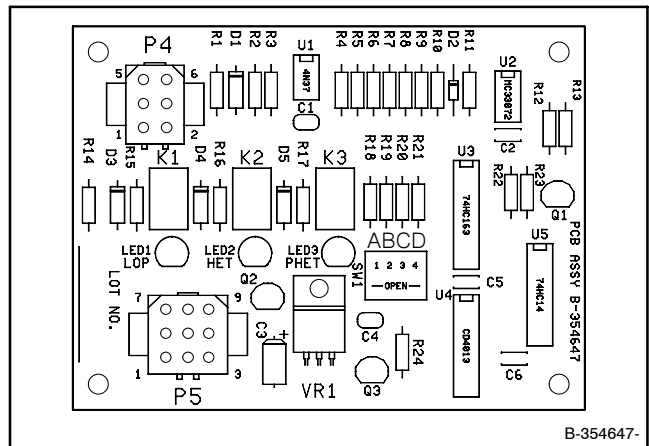 P4
R1
D1
R2
R3
U1
4N37
R4
R5
R6
R7
R8
R9
R10
D2
R11
U2
MC33072
R12
R13
5
6
1
2
C1
C2
R14
D3
R15
K1
D4
R16
K2
D5
R17
K3
R18
R19
R20
R21
U3
74HC163
R22
R23
Q1
ABCD
LED1
LOP
LED2
HET
LED3
PHET
SW1
1 2 3 4
OPEN
U5
74HC14
PCB ASSY B-354647
LOT NO.
7
9
1
3
P5
Q2
C3
+
VR1
C4
Q3
R24
U4
CD4013
C5
C6
B-354647-